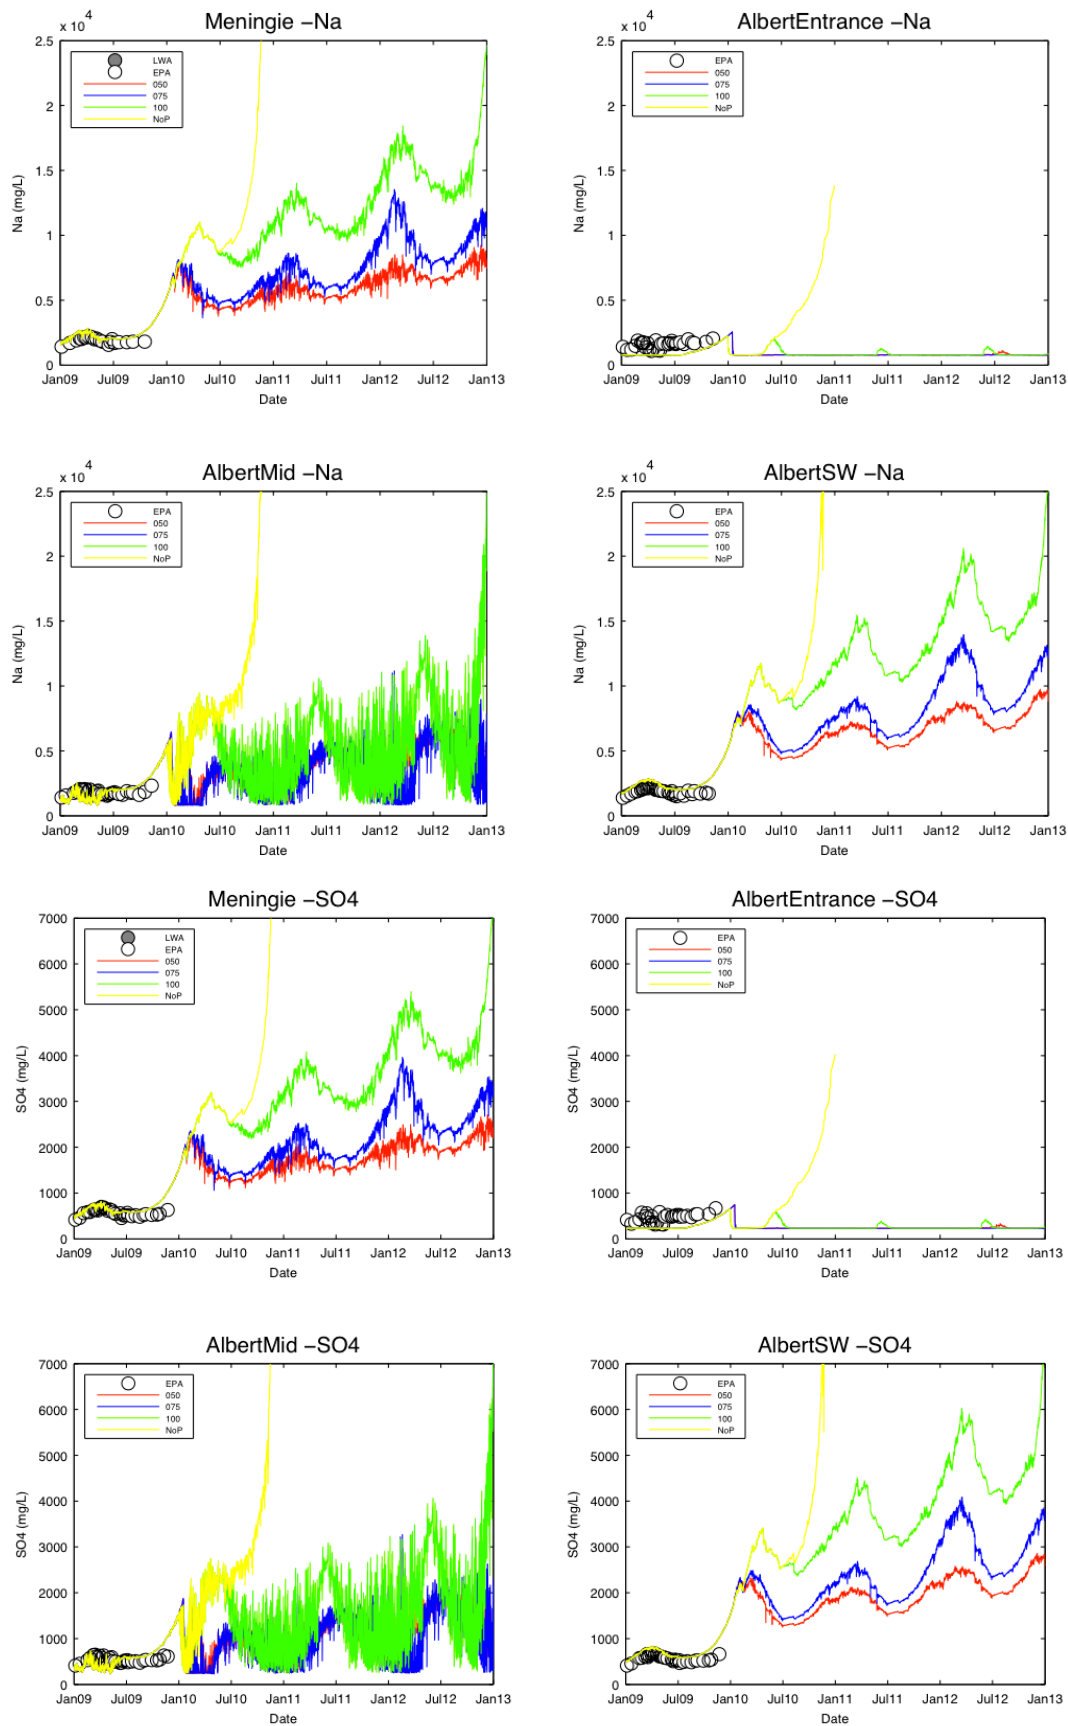 Meningie −Na
x 10^4
2.5
2
1.5
1
0.5
0
Na (mg/L)
LWA
EPA
050
075
100
NoP
Jan09 Jul09 Jan10 Jul10 Jan11 Jul11 Jan12 Jul12 Jan13
Date
AlbertEntrance −Na
x 10^4
2.5
2
1.5
1
0.5
0
Na (mg/L)
EPA
050
075
100
NoP
Jan09 Jul09 Jan10 Jul10 Jan11 Jul11 Jan12 Jul12 Jan13
Date
AlbertMid −Na
x 10^4
2.5
2
1.5
1
0.5
0
Na (mg/L)
EPA
050
075
100
NoP
Jan09 Jul09 Jan10 Jul10 Jan11 Jul11 Jan12 Jul12 Jan13
Date
AlbertSW −Na
x 10^4
2.5
2
1.5
1
0.5
0
Na (mg/L)
EPA
050
075
100
NoP
Jan09 Jul09 Jan10 Jul10 Jan11 Jul11 Jan12 Jul12 Jan13
Date
Meningie −SO4
7000
6000
5000
4000
3000
2000
1000
0
SO4 (mg/L)
LWA
EPA
050
075
100
NoP
Jan09 Jul09 Jan10 Jul10 Jan11 Jul11 Jan12 Jul12 Jan13
Date
AlbertEntrance −SO4
7000
6000
5000
4000
3000
2000
1000
0
SO4 (mg/L)
EPA
050
075
100
NoP
Jan09 Jul09 Jan10 Jul10 Jan11 Jul11 Jan12 Jul12 Jan13
Date
AlbertMid −SO4
7000
6000
5000
4000
3000
2000
1000
0
SO4 (mg/L)
EPA
050
075
100
NoP
Jan09 Jul09 Jan10 Jul10 Jan11 Jul11 Jan12 Jul12 Jan13
Date
AlbertSW −SO4
7000
6000
5000
4000
3000
2000
1000
0
SO4 (mg/L)
EPA
050
075
100
NoP
Jan09 Jul09 Jan10 Jul10 Jan11 Jul11 Jan12 Jul12 Jan13
Date